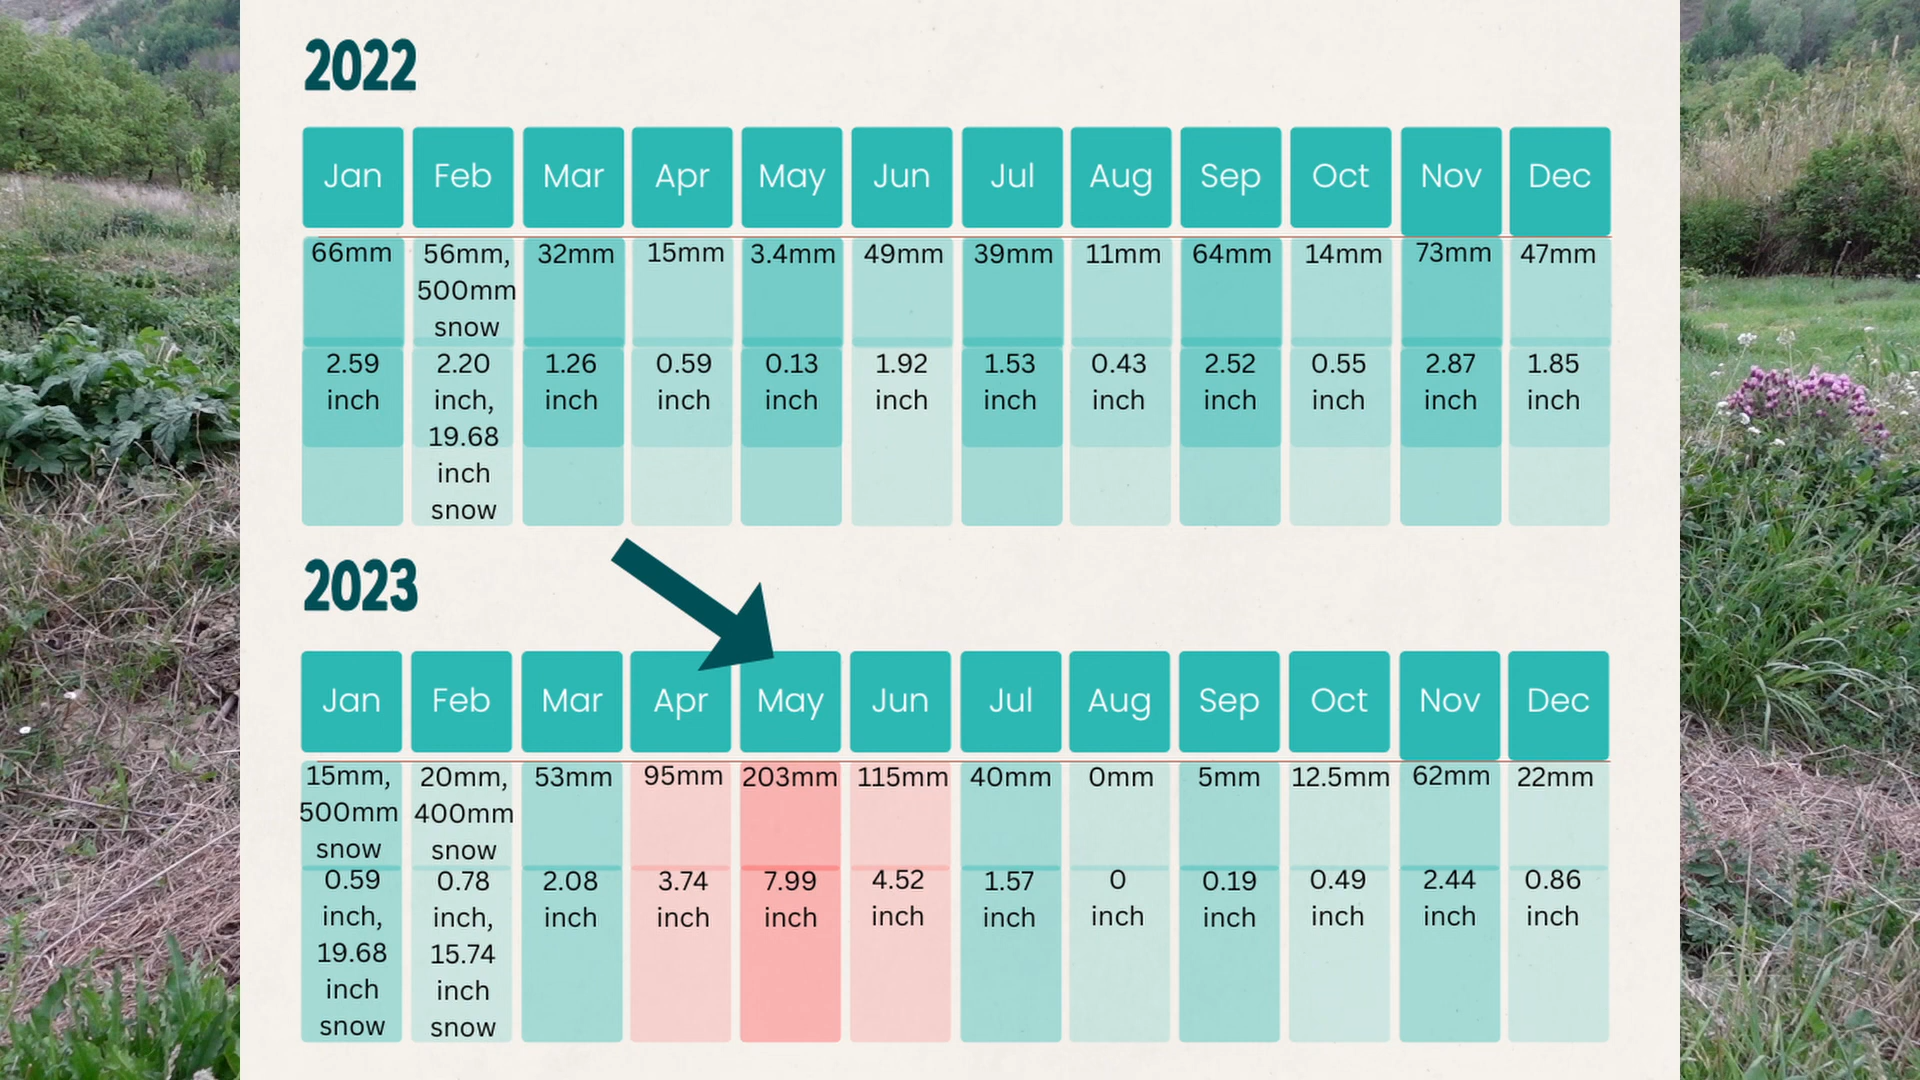 2022
Jan Feb Mar Apr May Jun Jul Aug Sep Oct Nov Dec
66mm 56mm, 32mm 15mm 3.4mm 49mm 39mm 11mm 64mm 14mm 73mm 47mm
500mm
snow
2.59 2.20 1.26 0.59 0.13 1.92 1.53 0.43 2.52 0.55 2.87 1.85
inch inch, inch inch inch inch inch inch inch inch inch inch
19.68
inch
snow
2023
Jan Feb Mar Apr May Jun Jul Aug Sep Oct Nov Dec
15mm, 20mm, 53mm 95mm 203mm 115mm 40mm 0mm 5mm 12.5mm 62mm 22mm
500mm 400mm
snow snow
0.59 0.78 2.08 3.74 7.99 4.52 1.57 0 0.19 0.49 2.44 0.86
inch, inch, inch inch inch inch inch inch inch inch inch inch
19.68 15.74
inch inch
snow snow